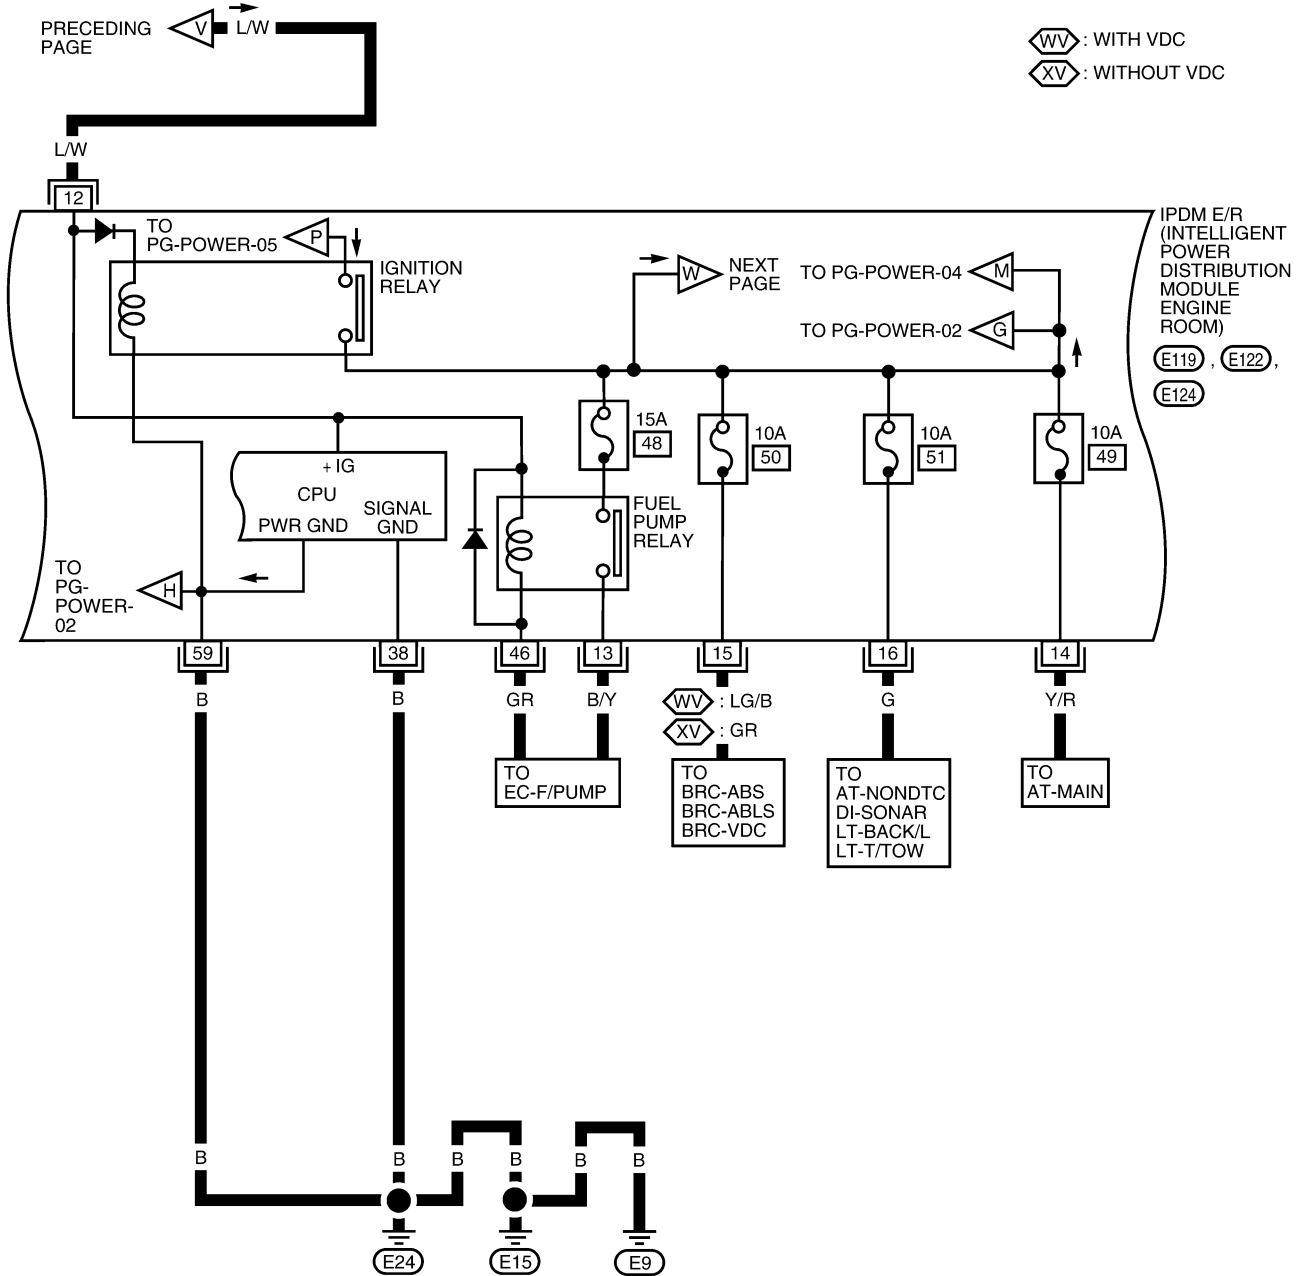 PRECEDING
PAGE
V
L/W
WV : WITH VDC
XV : WITHOUT VDC
L/W
12
TO
PG-POWER-05
P
IGNITION
RELAY
W
NEXT
PAGE
TO PG-POWER-04
M
TO PG-POWER-02
G
IPDM E/R
(INTELLIGENT
POWER
DISTRIBUTION
MODULE
ENGINE
ROOM)
E119 , E122 ,
E124
15A
48
10A
50
10A
51
10A
49
+ IG
CPU
PWR GND
SIGNAL
GND
FUEL
PUMP
RELAY
TO
PG-
POWER-
02
H
59
38
46
13
15
16
14
B
B
GR
B/Y
WV : LG/B
XV : GR
G
Y/R
TO
EC-F/PUMP
TO
BRC-ABS
BRC-ABLS
BRC-VDC
TO
AT-NONDTC
DI-SONAR
LT-BACK/L
LT-T/TOW
TO
AT-MAIN
B
B
B
B
B
B
E24
E15
E9